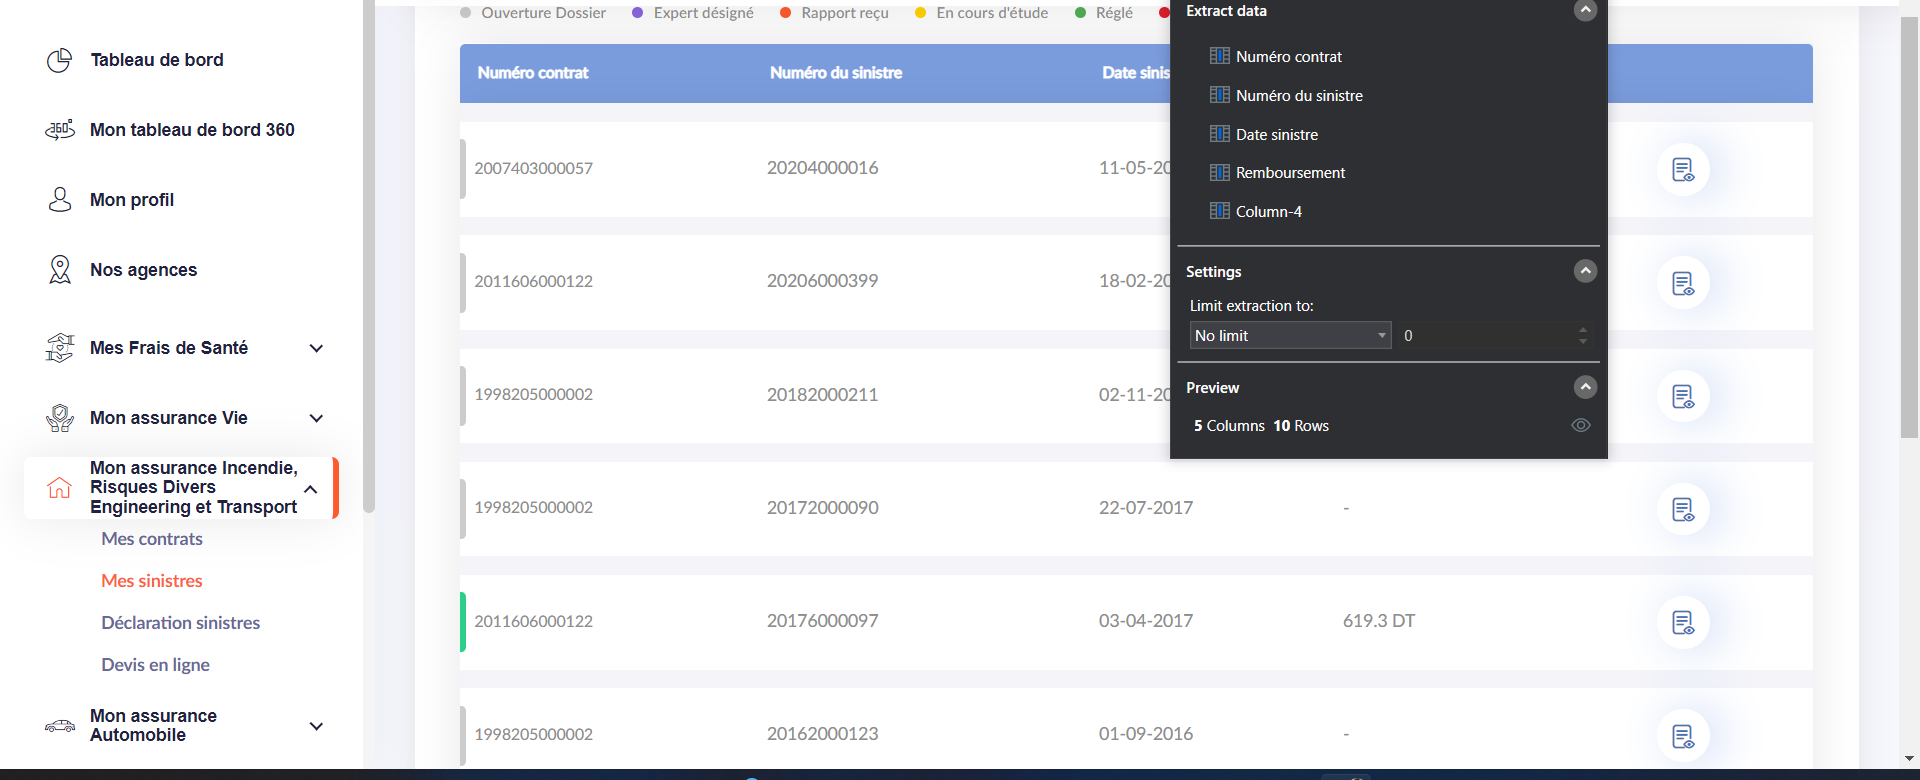 Tableau de bord
Mon tableau de bord 360
Mon profil
Nos agences
Mes Frais de Santé
Mon assurance Vie
Mon assurance Incendie,
Risques Divers
Engineering et Transport
Mes contrats
Mes sinistres
Déclaration sinistres
Devis en ligne
Mon assurance
Automobile
Ouverture Dossier Expert désigné Rapport reçu En cours d'étude Réglé
Numéro contrat Numéro du sinistre Date sinis
2007403000057 20204000016 11-05-20
2011606000122 20206000399 18-02-20
1998205000002 20182000211 02-11-20
1998205000002 20172000090 22-07-2017 -
2011606000122 20176000097 03-04-2017 619.3 DT
1998205000002 20162000123 01-09-2016 -
Extract data
Numéro contrat
Numéro du sinistre
Date sinistre
Remboursement
Column-4
Settings
Limit extraction to:
No limit 0
Preview
5 Columns 10 Rows